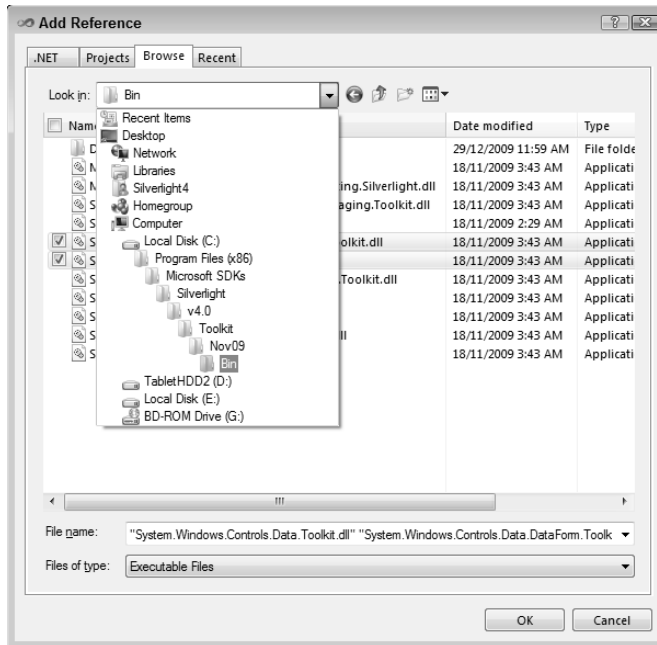 Add Reference
.NET Projects Browse Recent
Look in: Bin
Name Date modified Type
Recent Items
Desktop
Network
Libraries
Silverlight4
Homegroup
Computer
Local Disk (C:)
Program Files (x86)
Microsoft SDKs
Silverlight
v4.0
Toolkit
Nov09
Bin
TabletHDD2 (D:)
Local Disk (E:)
BD-ROM Drive (G:)
29/12/2009 11:59 AM File folde
18/11/2009 3:43 AM Applicati
ing.Silverlight.dll 18/11/2009 3:43 AM Applicati
aging.Toolkit.dll 18/11/2009 3:43 AM Applicati
18/11/2009 2:29 AM Applicati
olkit.dll 18/11/2009 3:43 AM Applicati
18/11/2009 3:43 AM Applicati
.Toolkit.dll 18/11/2009 3:43 AM Applicati
18/11/2009 3:43 AM Applicati
18/11/2009 3:43 AM Applicati
ll 18/11/2009 3:43 AM Applicati
18/11/2009 3:43 AM Applicati
File name: "System.Windows.Controls.Data.Toolkit.dll" "System.Windows.Controls.Data.DataForm.Toolk
Files of type: Executable Files
OK Cancel